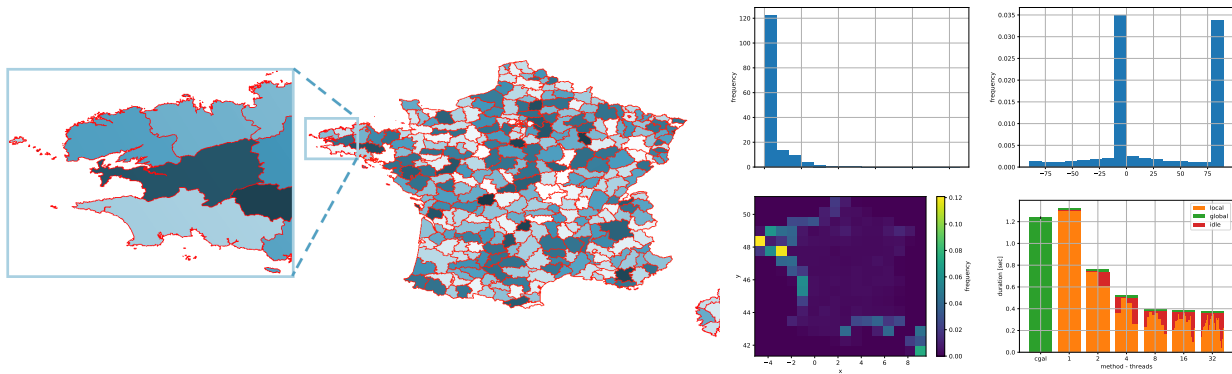 120
100
80
60
40
20
0
frequency
0.035
0.030
0.025
0.020
0.015
0.010
0.005
0.000
frequency
−75 −50 −25 0 25 50 75
50
48
46
44
42
y
−4 −2 0 2 4 6 8
x
0.12
0.10
0.08
0.06
0.04
0.02
0.00
frequency
1.2
1.0
0.8
0.6
0.4
0.2
0.0
duration [sec]
local
global
idle
cgal 1 2 4 8 16 32
method - threads